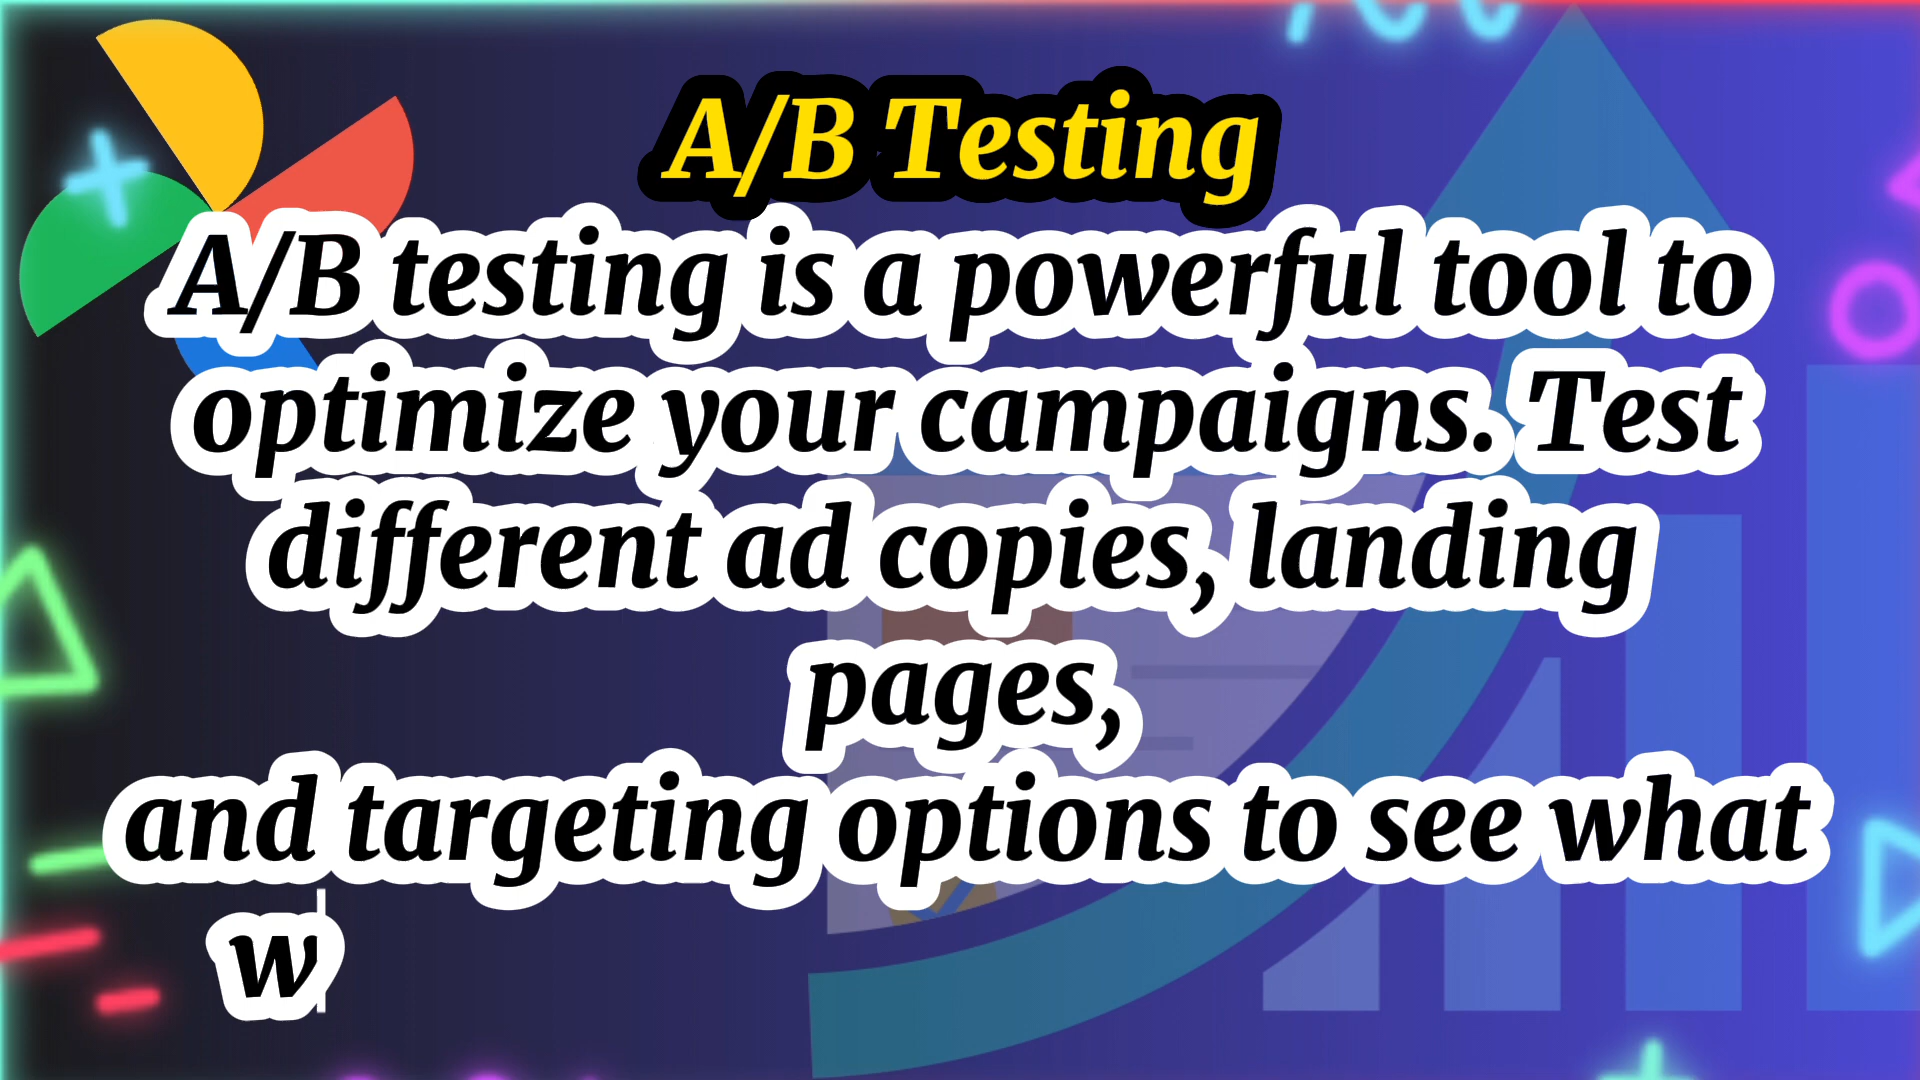 A/B Testing
A/B testing is a powerful tool to
optimize your campaigns. Test
different ad copies, landing
pages,
and targeting options to see what
w